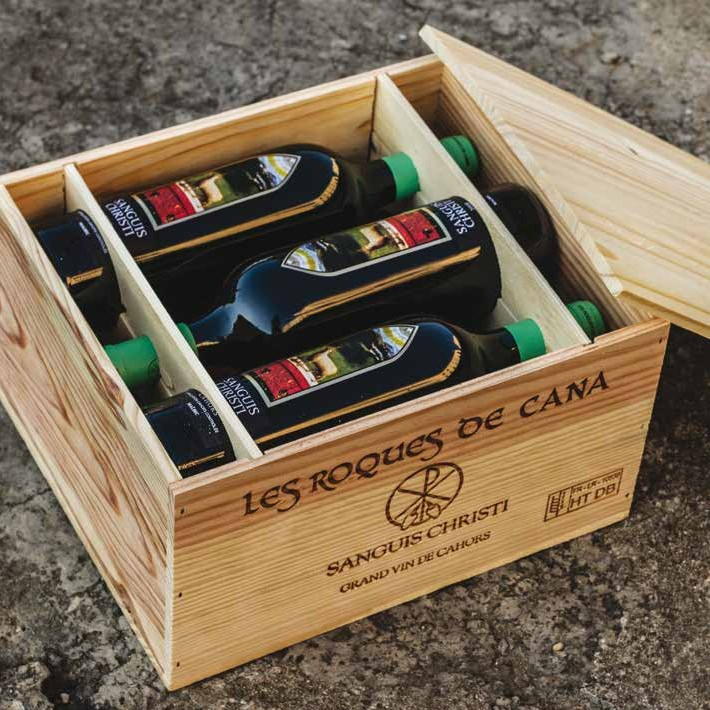 SANGUIS
CHRISTI
SANGUIS
CHRISTI
SANGUIS
CHRISTI
LES ROQUES DE CANA
SANGUIS CHRISTI
GRAND VIN DE CAHORS
HT DB